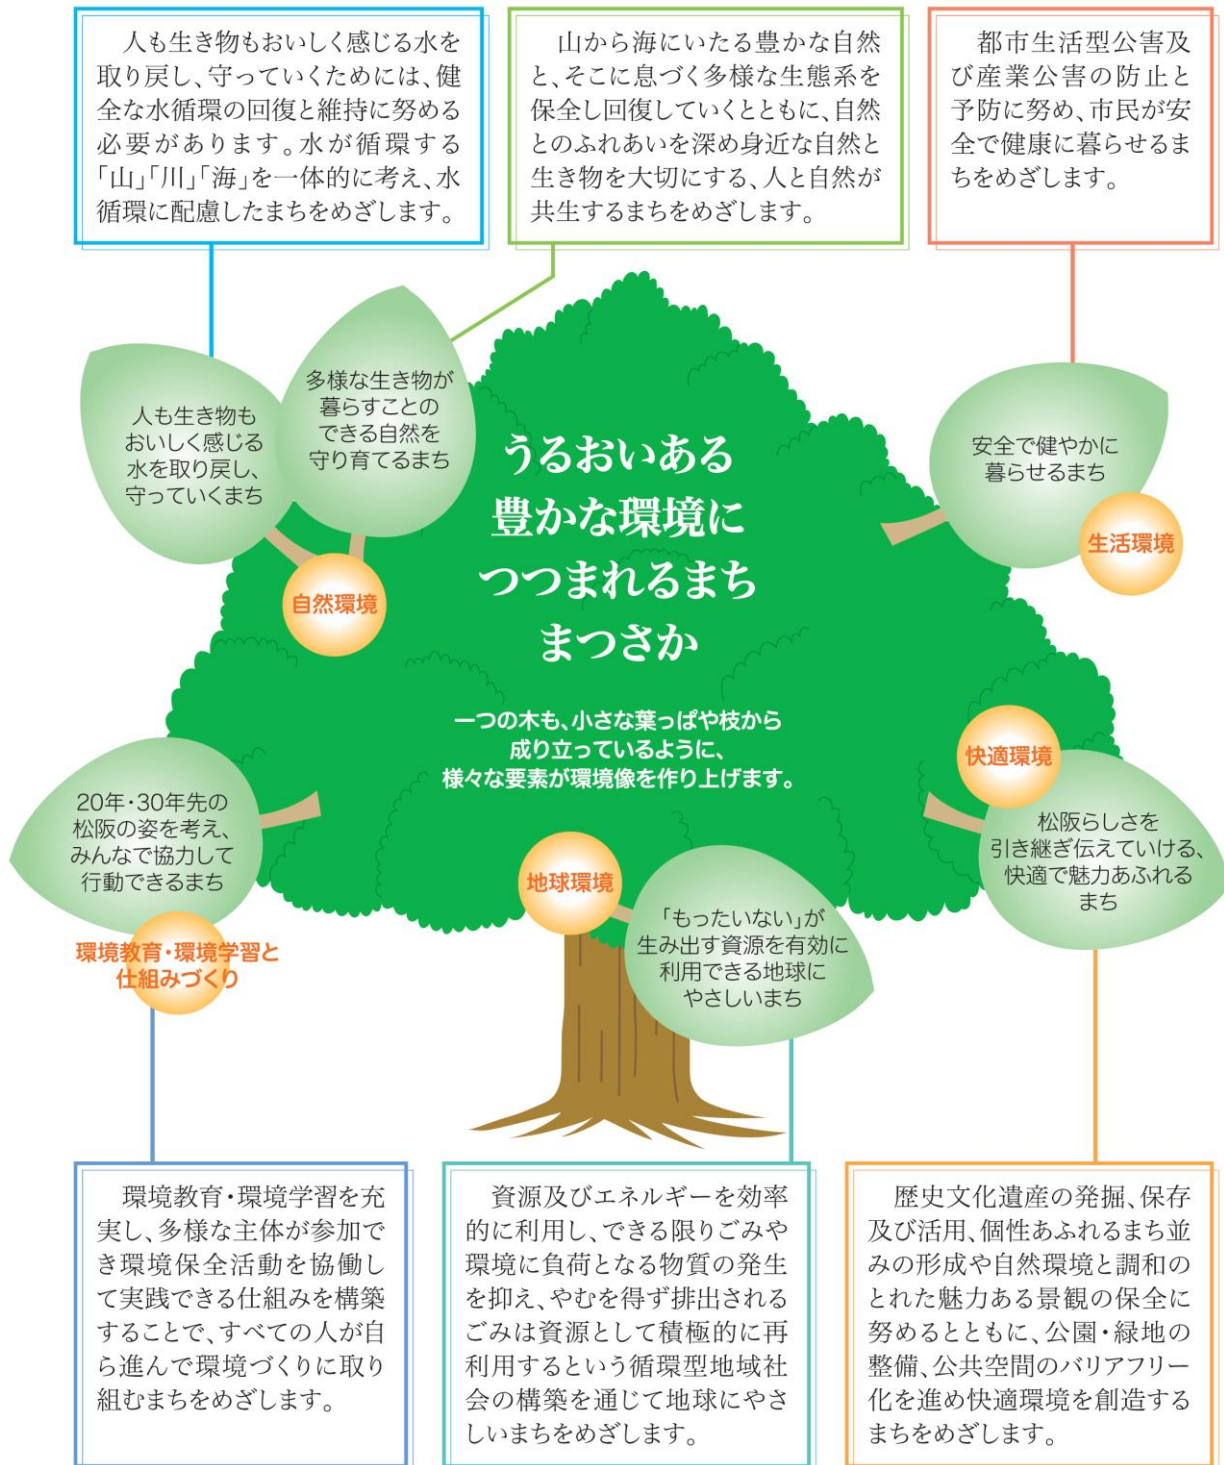 人も生き物もおいしく感じる水を
取り戻し、守っていくためには、健
全な水循環の回復と維持に努める
必要があります。水が循環する
「山」「川」「海」を一体的に考え、水
循環に配慮したまちをめざします。
山から海にいたる豊かな自然
と、そこに息づく多様な生態系を
保全し回復していくとともに、自然
とのふれあいを深め身近な自然と
生き物を大切にする、人と自然が
共生するまちをめざします。
都市生活型公害及
び産業公害の防止と
予防に努め、市民が安
全で健康に暮らせるま
ちをめざします。
人も生き物も
おいしく感じる
水を取り戻し、
守っていくまち
多様な生き物が
暮らすことの
できる自然を
守り育てるまち
自然環境
安全で健やかに
暮らせるまち
生活環境
うるおいある
豊かな環境に
つつまれるまち
まつさか
一つの木も、小さな葉っぱや枝から
成り立っているように、
様々な要素が環境像を作り上げます。
20年・30年先の
松阪の姿を考え、
みんなで協力して
行動できるまち
環境教育・環境学習と
仕組みづくり
地球環境
「もったいない」が
生み出す資源を有効に
利用できる地球に
やさしいまち
快適環境
松阪らしさを
引き継ぎ伝えていける、
快適で魅力あふれる
まち
環境教育・環境学習を充
実し、多様な主体が参加で
き環境保全活動を協働し
て実践できる仕組みを構築
することで、すべての人が自
ら進んで環境づくりに取り
組むまちをめざします。
資源及びエネルギーを効率
的に利用し、できる限りごみや
環境に負荷となる物質の発生
を抑え、やむを得ず排出される
ごみは資源として積極的に再
利用するという循環型地域社
会の構築を通じて地球にやさ
しいまちをめざします。
歴史文化遺産の発掘、保存
及び活用、個性あふれるまち並
みの形成や自然環境と調和の
とれた魅力ある景観の保全に
努めるとともに、公園・緑地の
整備、公共空間のバリアフリー
化を進め快適環境を創造する
まちをめざします。